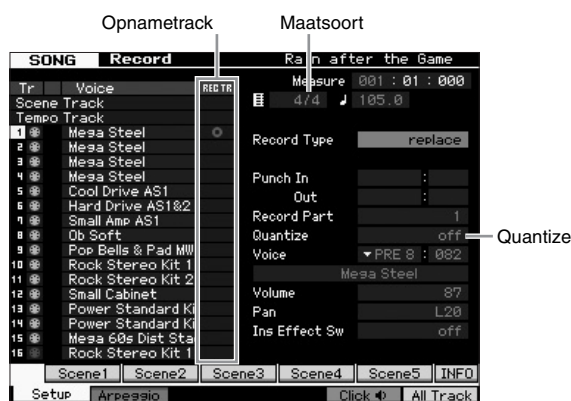 Opnametrack Maatsoort
SONG Record Rain after the Game
Measure 001 : 01 : 000
Tr Voice REC TR 4/4 105.0
Scene Track
Tempo Track
1 Mega Steel
2 Mega Steel Record Type replace
3 Mega Steel
4 Mega Steel Punch In :
5 Cool Drive AS1 Out :
6 Hard Drive AS1&2 Record Part 1
7 Small Amp AS1
8 Ob Soft Quantize off Quantize
9 Pop Bells & Pad MW Voice PRE 8 : 082
10 Rock Stereo Kit 1 Mega Steel
11 Rock Stereo Kit 2
12 Small Cabinet Volume 87
13 Power Standard Ki Pan L20
14 Power Standard Ki Ins Effect Sw off
15 Mega 60s Dist Sta
16 Rock Stereo Kit 1
Scene1 Scene2 Scene3 Scene4 Scene5 INFO
Setup Arpeggio Click All Track